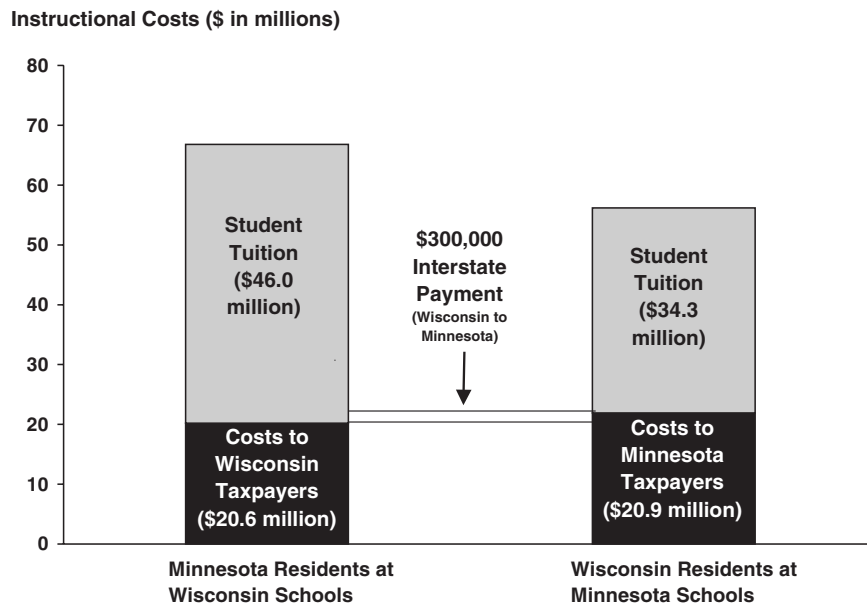 Instructional Costs ($ in millions)
80
70
60
50
40
30
20
10
0
Student
Tuition
($46.0
million)
Costs to
Wisconsin
Taxpayers
($20.6 million)
$300,000
Interstate
Payment
(Wisconsin to
Minnesota)
Student
Tuition
($34.3
million)
Costs to
Minnesota
Taxpayers
($20.9 million)
Minnesota Residents at
Wisconsin Schools
Wisconsin Residents at
Minnesota Schools